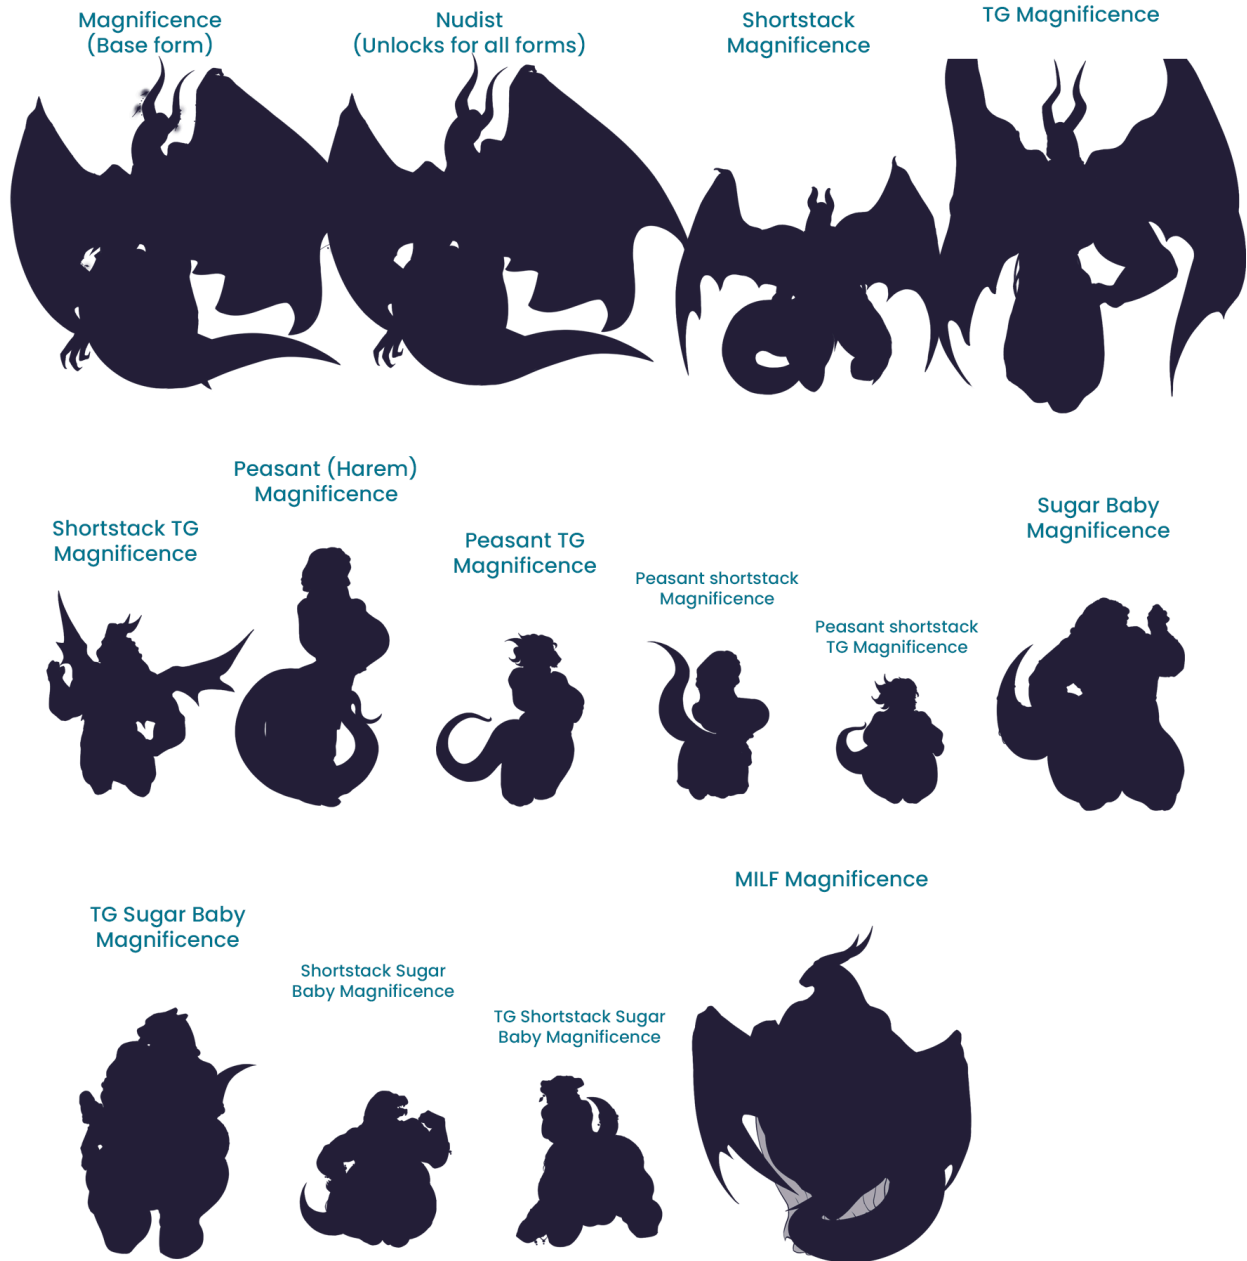 Magnificence
(Base form)
Nudist
(Unlocks for all forms)
Shortstack
Magnificence
TG Magnificence
Shortstack TG
Magnificence
Peasant (Harem)
Magnificence
Peasant TG
Magnificence
Peasant shortstack
Magnificence
Peasant shortstack
TG Magnificence
Sugar Baby
Magnificence
TG Sugar Baby
Magnificence
Shortstack Sugar
Baby Magnificence
TG Shortstack Sugar
Baby Magnificence
MILF Magnificence